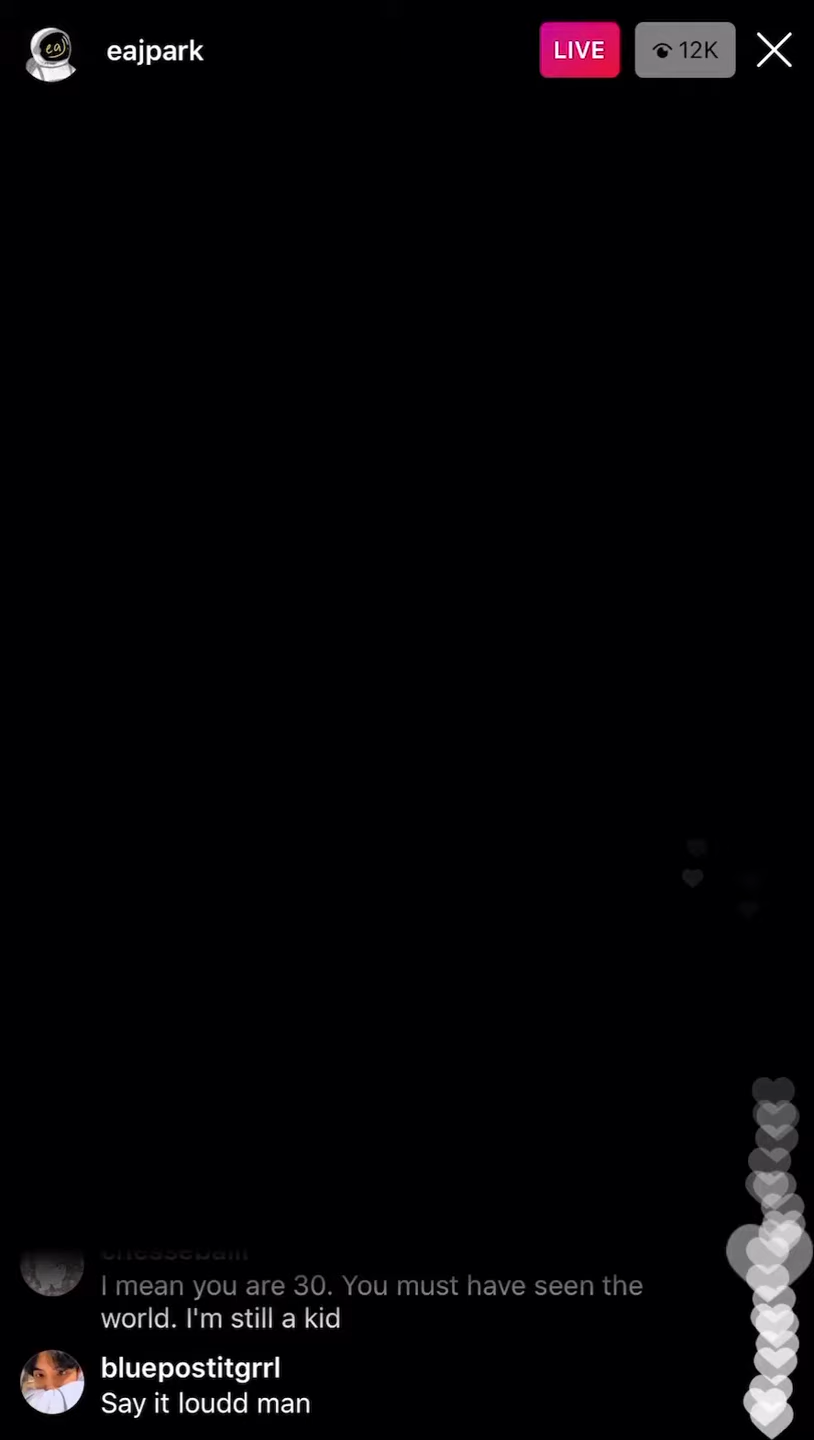 eaj
eajpark
LIVE
12K
I mean you are 30. You must have seen the
world. I'm still a kid
bluepostitgrrl
Say it loudd man